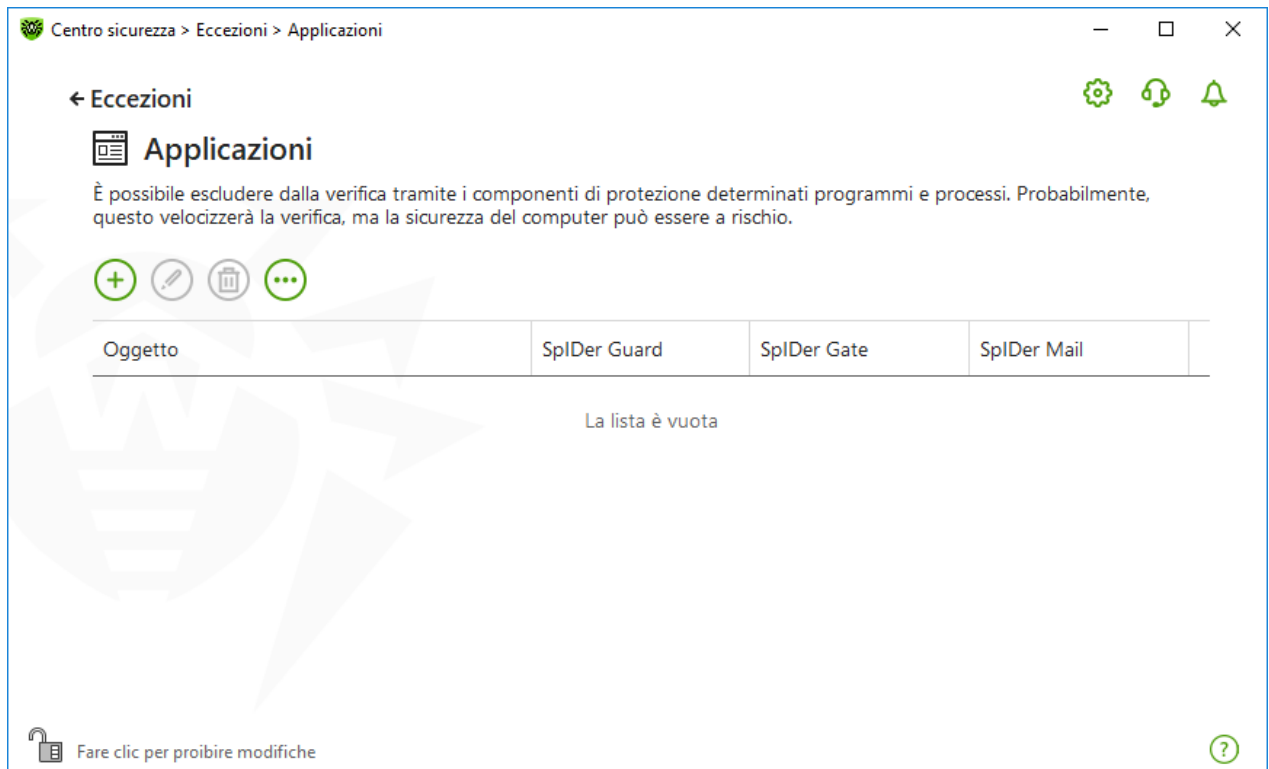 Centro sicurezza > Eccezioni > Applicazioni
Eccezioni
Applicazioni
È possibile escludere dalla verifica tramite i componenti di protezione determinati programmi e processi. Probabilmente,
questo velocizzerà la verifica, ma la sicurezza del computer può essere a rischio.
Oggetto SpIDer Guard SpIDer Gate SpIDer Mail
La lista è vuota
Fare clic per proibire modifiche
?